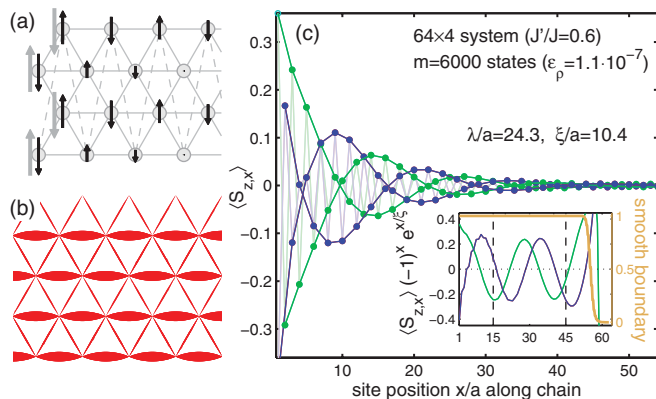 (a)
(b)
(c)
64×4 system (J'/J=0.6)
m=6000 states (ε_ρ=1.1·10⁻⁷)
λ/a=24.3, ξ/a=10.4
⟨S_{z,x}⟩
0.3
0.2
0.1
0
-0.1
-0.2
-0.3
10
20
30
40
50
site position x/a along chain
⟨S_{z,x}⟩ (-1)^x e^{x/ξ}
0.4
0.2
0
-0.2
-0.4
1
15
30
45
60
1
0.5
0
smooth boundary